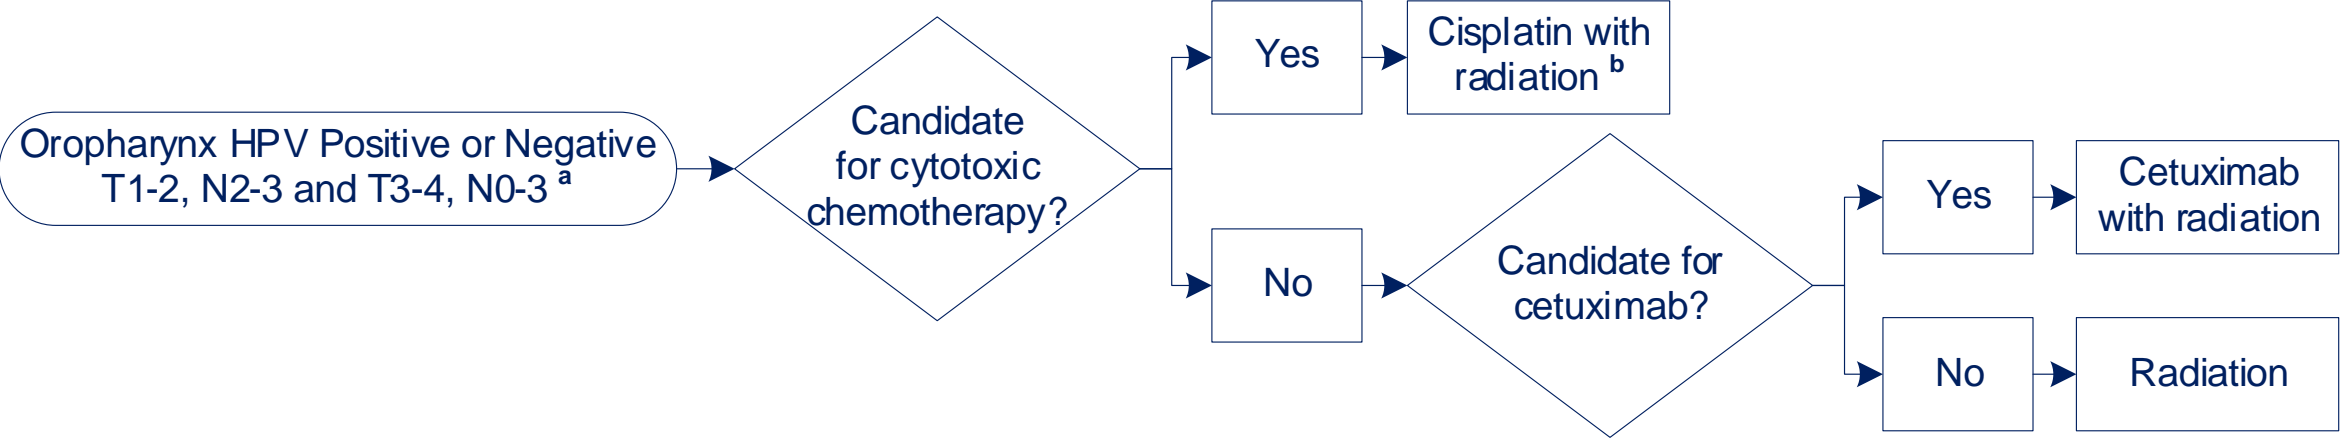 Oropharynx HPV Positive or Negative
T1-2, N2-3 and T3-4, N0-3 a
Candidate
for cytotoxic
chemotherapy?
Yes
Cisplatin with
radiation b
No
Candidate for
cetuximab?
Yes
Cetuximab
with radiation
No
Radiation